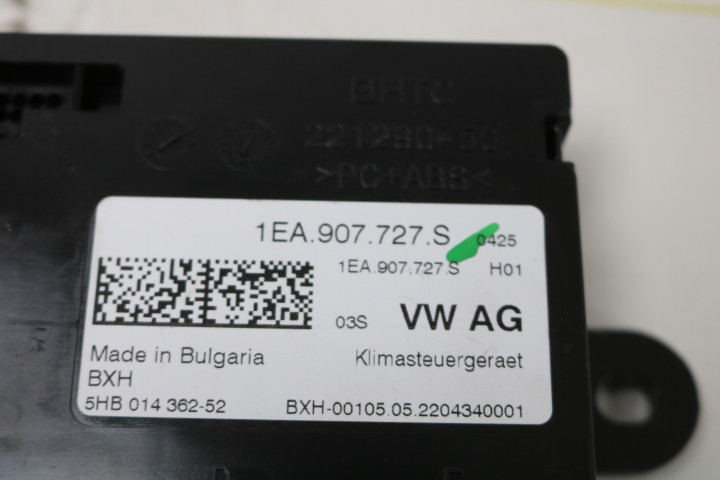 BHTC
221290-50
>PC+ABS<
1EA.907.727.S 0425
1EA.907.727.S H01
03S VW AG
Made in Bulgaria Klimasteuergeraet
BXH
5HB 014 362-52 BXH-00105.05.2204340001